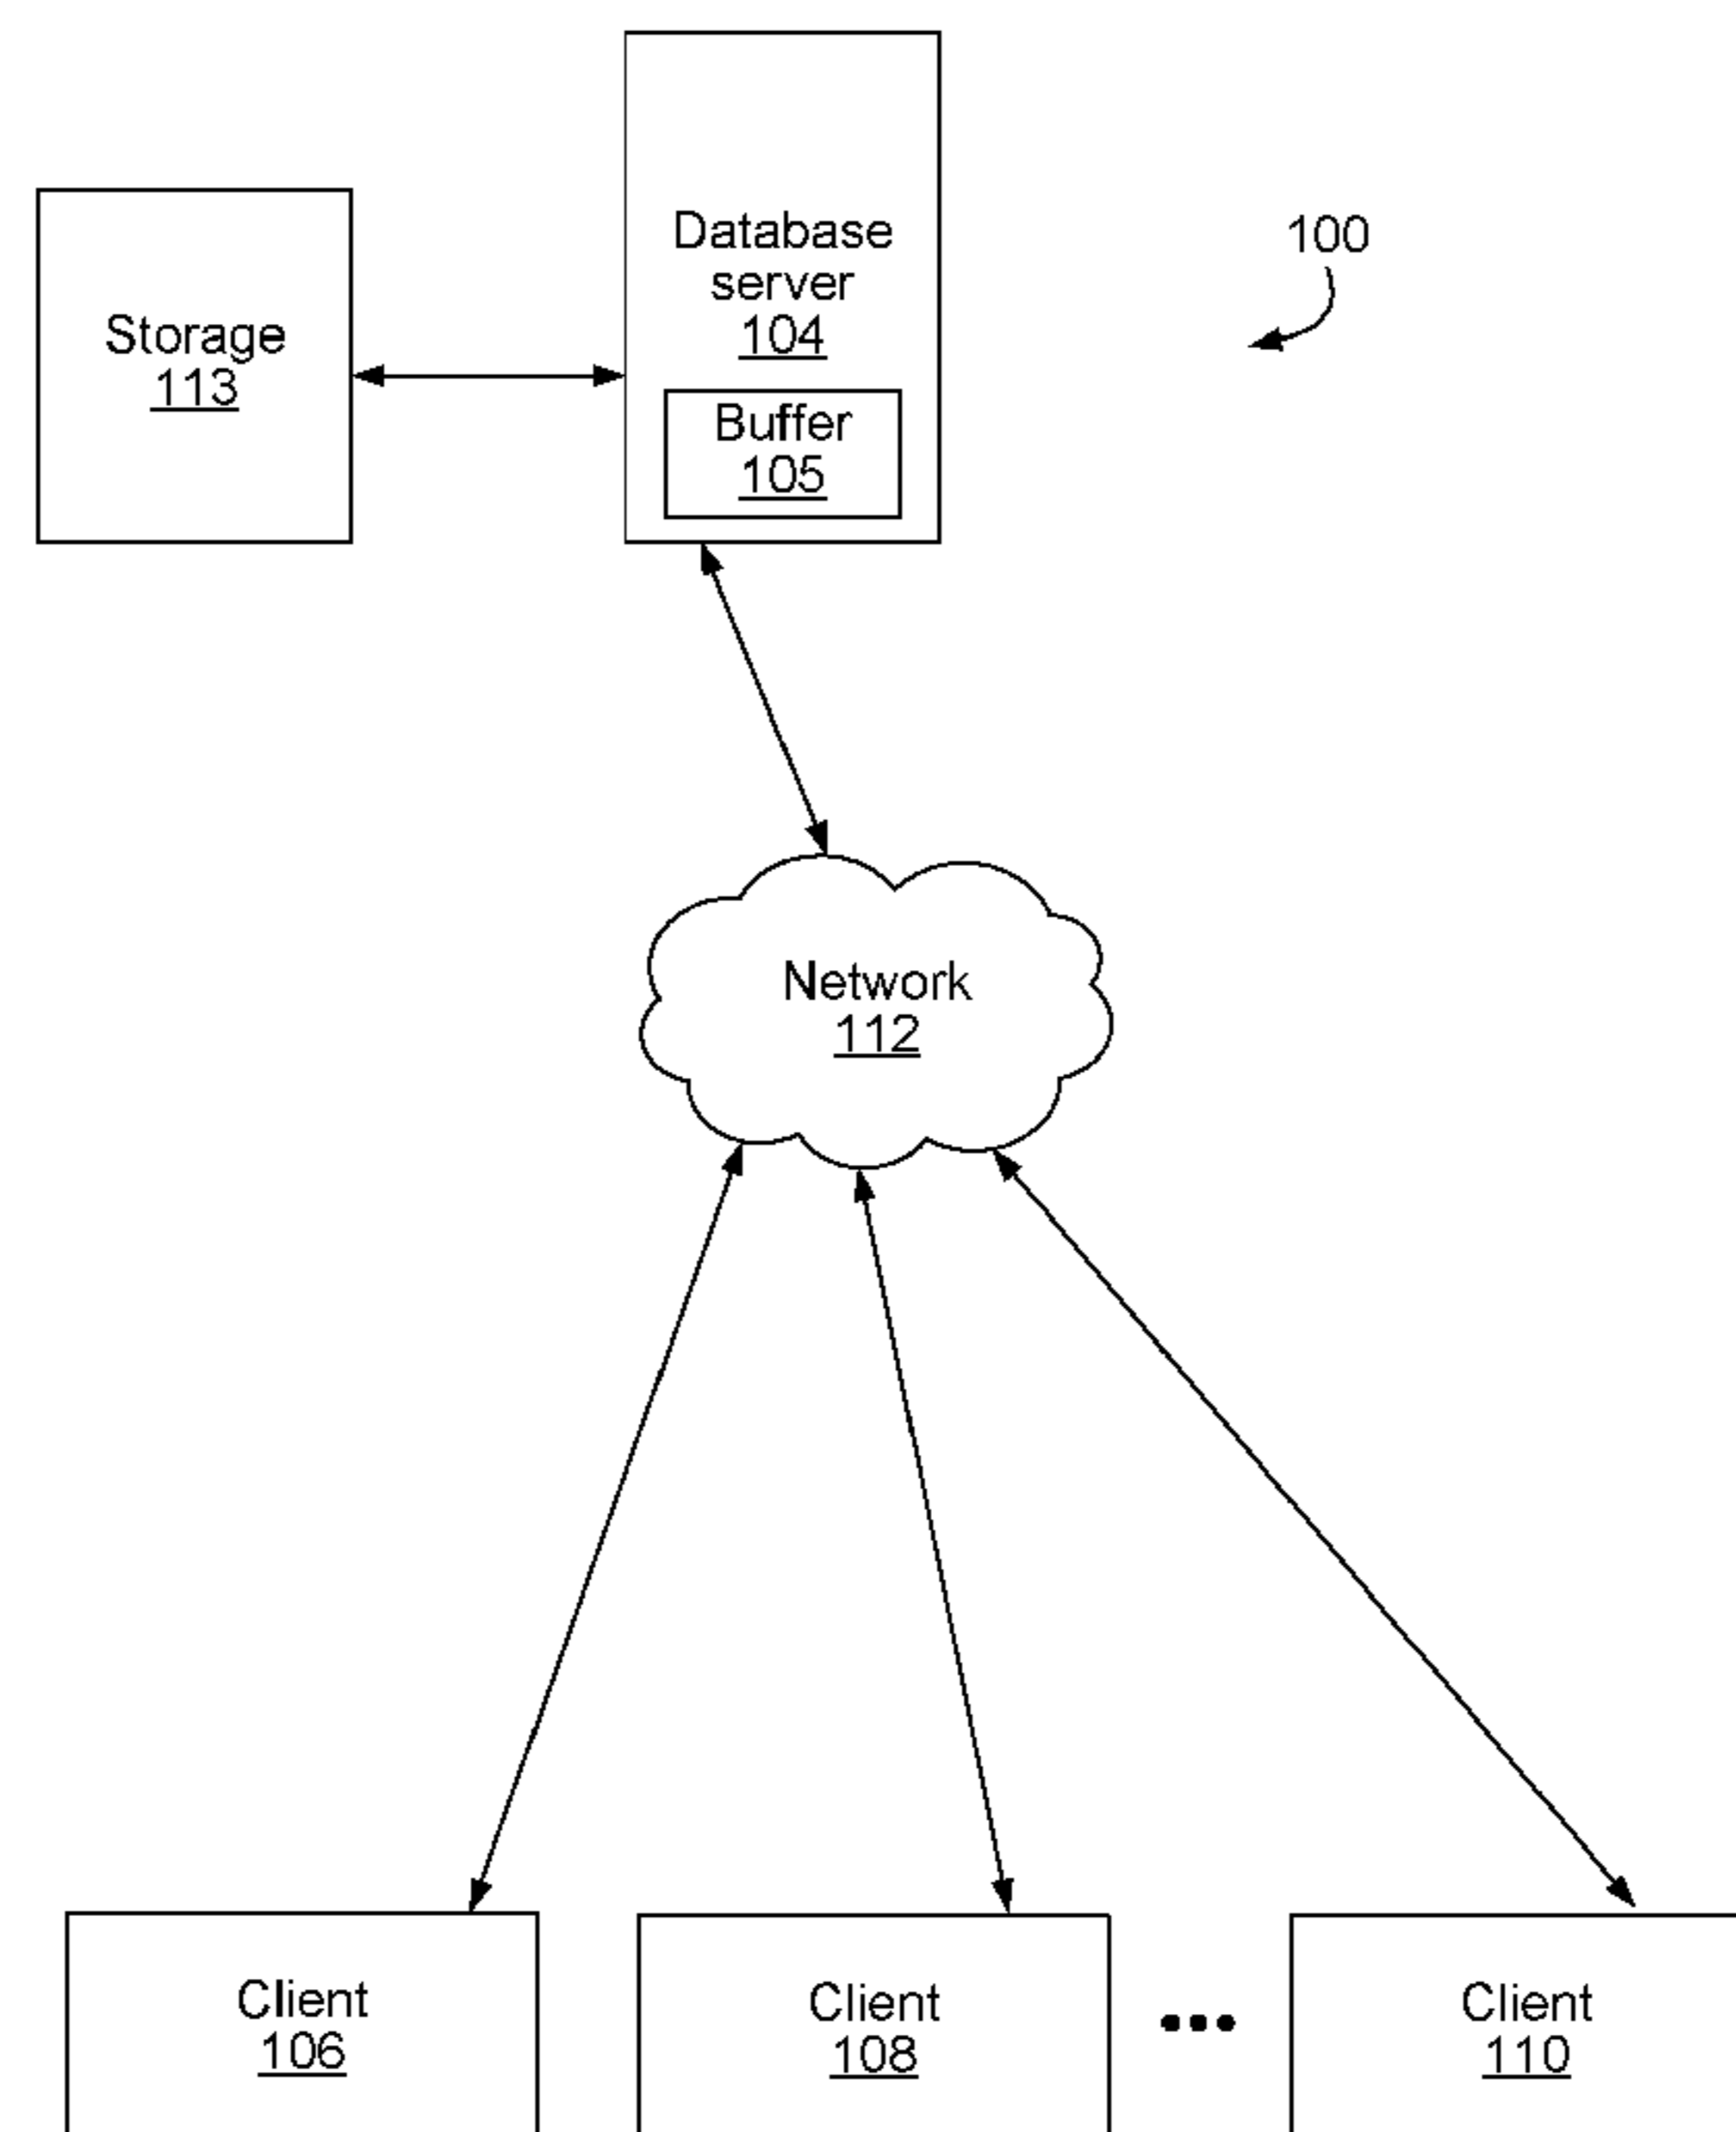 Database
server
104
100
Storage
113
Buffer
105
Network
112
Client
106
Client
108
Client
110